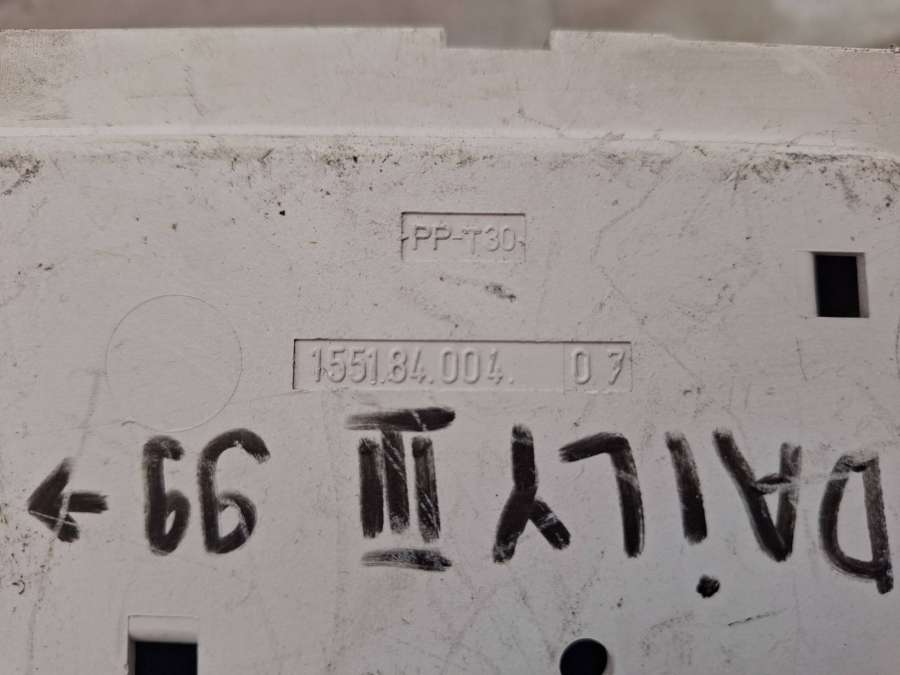 PP-T30
1551.84.004. 07
DAiLY III 99 →